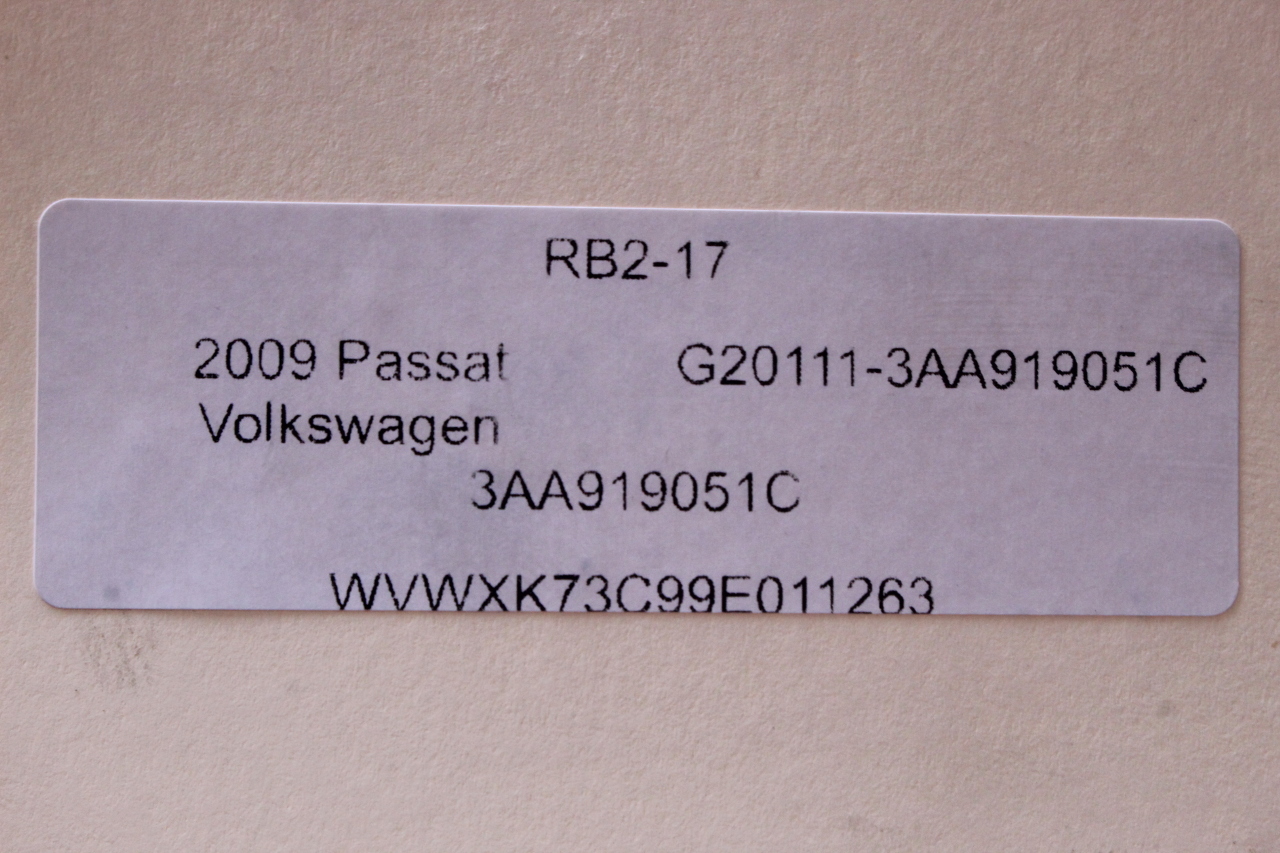 RB2-17
2009 Passat G20111-3AA919051C
Volkswagen
3AA919051C
WVWXK73C99E011263